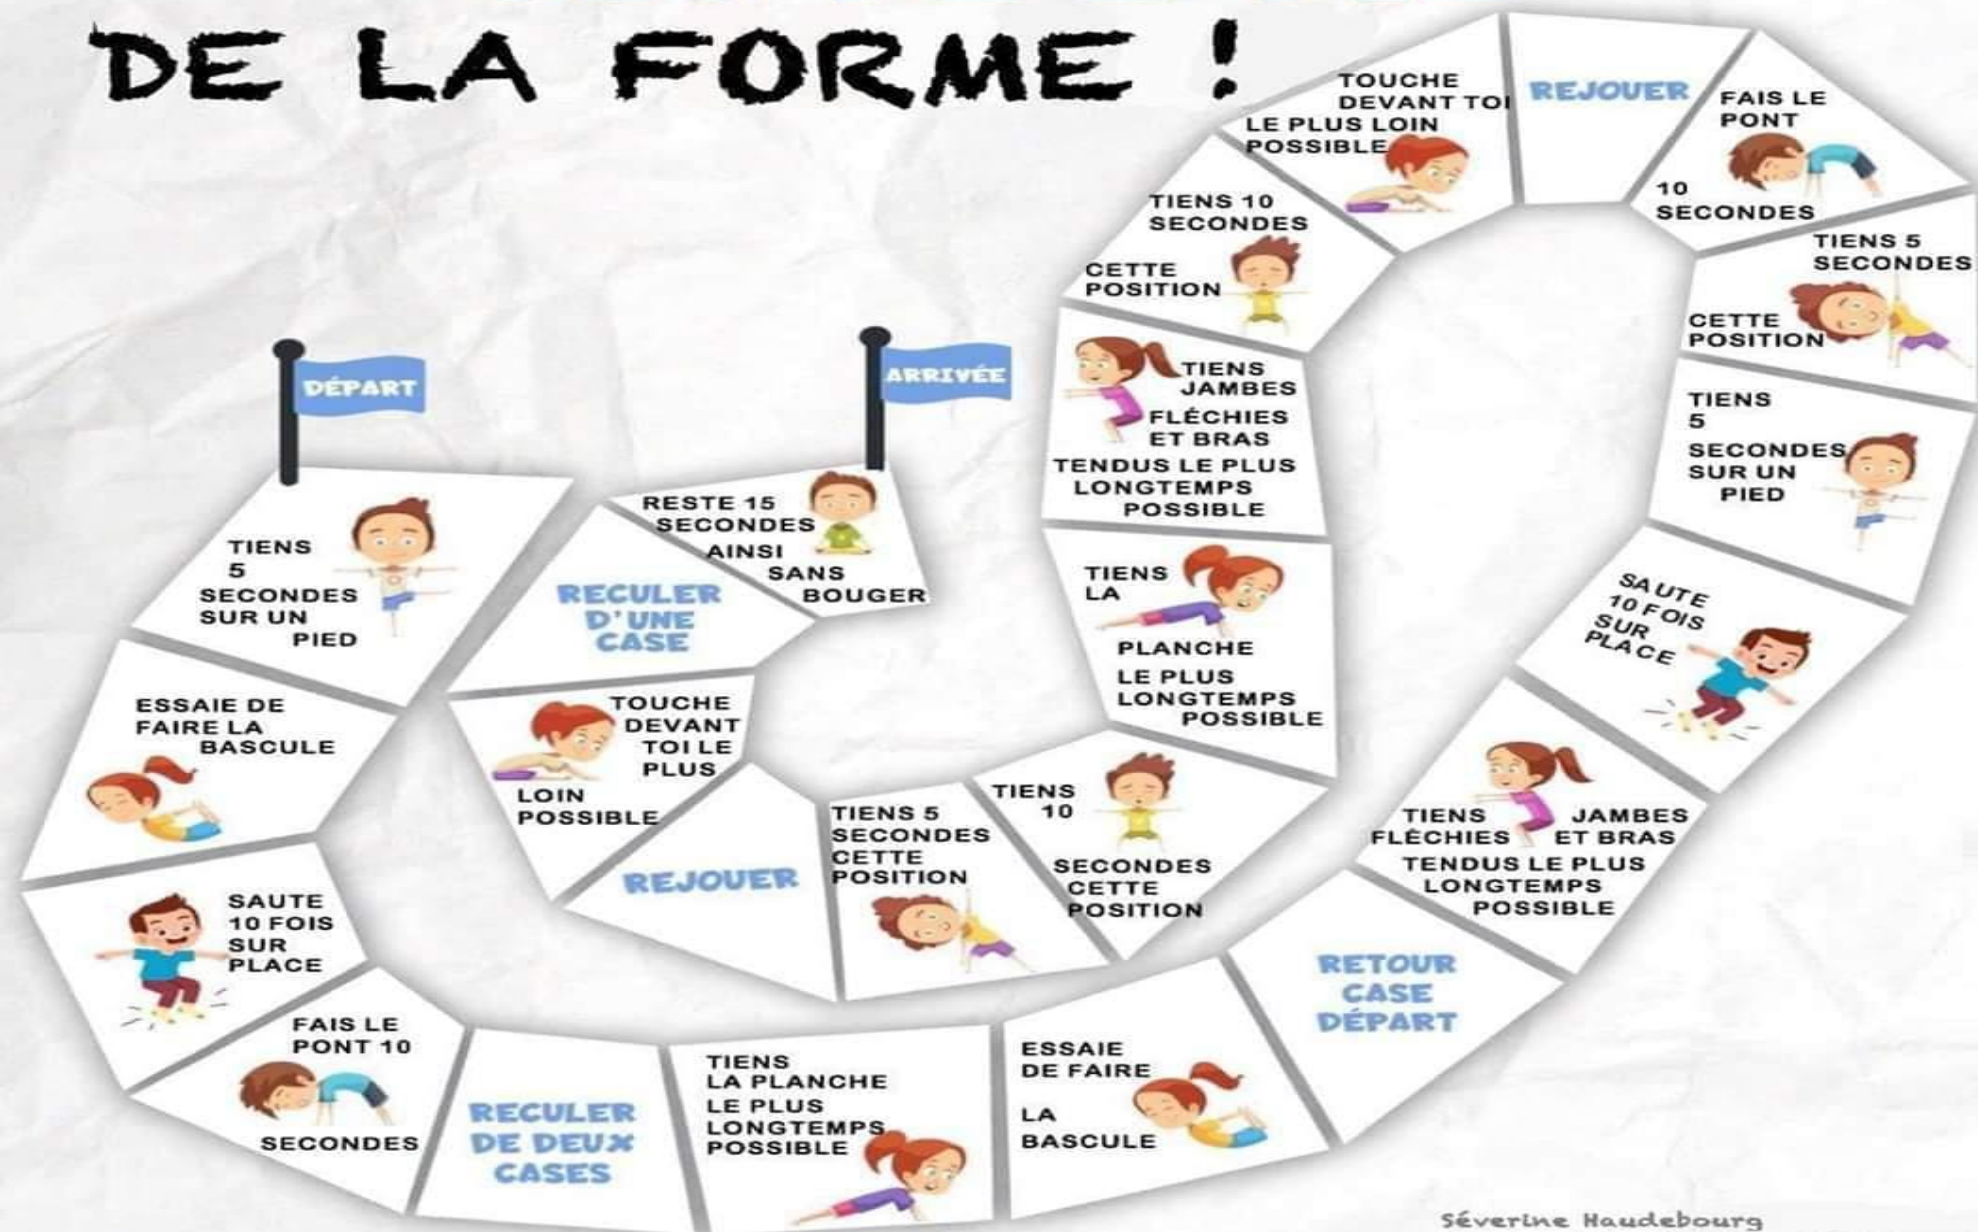 DE LA FORME !
DÉPART
TIENS
5
SECONDES
SUR UN
PIED
ESSAIE DE
FAIRE LA
BASCULE
SAUTE
10 FOIS
SUR
PLACE
FAIS LE
PONT 10
SECONDES
RECULER
DE DEUX
CASES
TIENS
LA PLANCHE
LE PLUS
LONGTEMPS
POSSIBLE
ESSAIE
DE FAIRE
LA
BASCULE
RETOUR
CASE
DÉPART
TIENS JAMBES
FLÉCHIES ET BRAS
TENDUS LE PLUS
LONGTEMPS
POSSIBLE
SAUTE
10 FOIS
SUR
PLACE
TIENS
5
SECONDES
SUR UN
PIED
TIENS 5
SECONDES
CETTE
POSITION
FAIS LE
PONT
10
SECONDES
REJOUER
TOUCHE
DEVANT TOI
LE PLUS LOIN
POSSIBLE
TIENS 10
SECONDES
CETTE
POSITION
TIENS
JAMBES
FLÉCHIES
ET BRAS
TENDUS LE PLUS
LONGTEMPS
POSSIBLE
TIENS
LA
PLANCHE
LE PLUS
LONGTEMPS
POSSIBLE
TIENS
10
SECONDES
CETTE
POSITION
TIENS 5
SECONDES
CETTE
POSITION
REJOUER
TOUCHE
DEVANT
TOI LE
PLUS
LOIN
POSSIBLE
RECULER
D'UNE
CASE
RESTE 15
SECONDES
AINSI
SANS
BOUGER
ARRIVÉE
Séverine Haudebourg